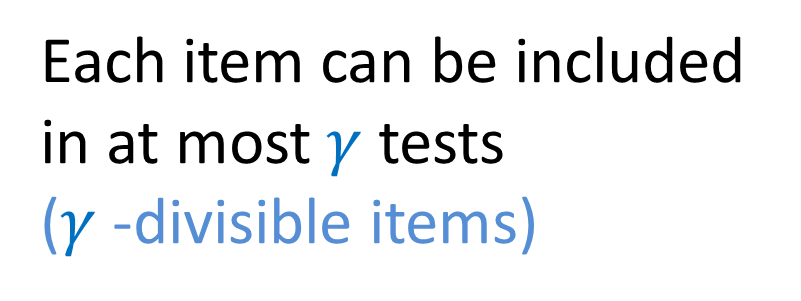 Each item can be included
in at most γ tests
(γ -divisible items)